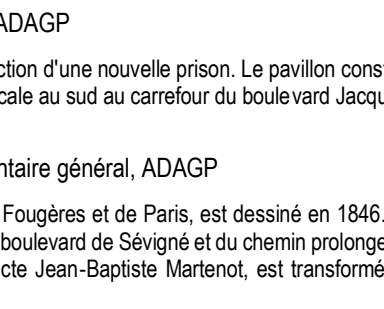 ADAGP
ction d'une nouvelle prison. Le pavillon cons
cale au sud au carrefour du boulevard Jacqu
ntaire général, ADAGP
Fougères et de Paris, est dessiné en 1846.
boulevard de Sévigné et du chemin prolonge
cte Jean-Baptiste Martenot, est transformé